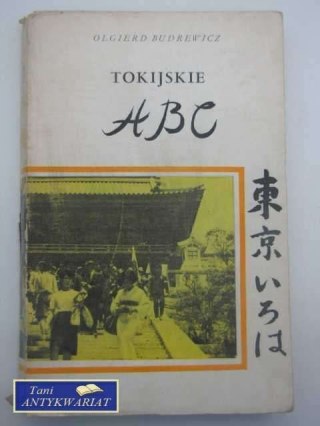 OLGIERD BUDREWICZ
TOKIJSKIE
ABC
東京いろは
Tani
ANTYKWARIAT